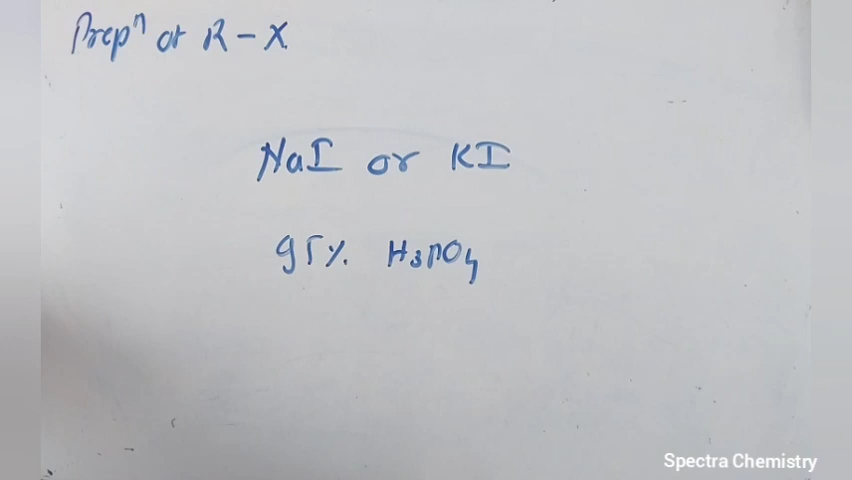 Prepⁿ of R-X
NaI or KI
95% H₃PO₄
Spectra Chemistry